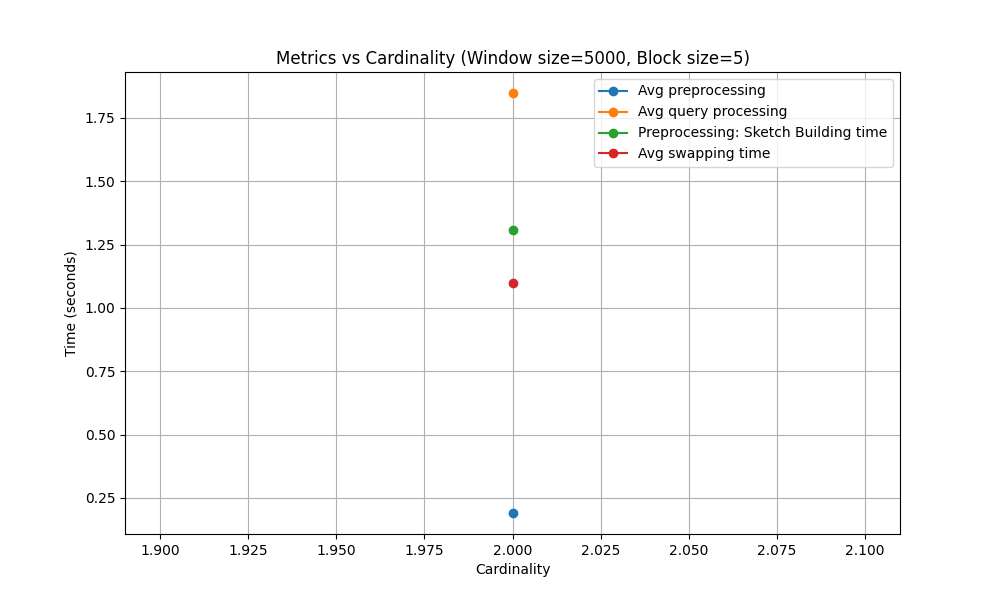 Metrics vs Cardinality (Window size=5000, Block size=5)
Avg preprocessing
Avg query processing
Preprocessing: Sketch Building time
Avg swapping time
Time (seconds)
1.75
1.50
1.25
1.00
0.75
0.50
0.25
1.900 1.925 1.950 1.975 2.000 2.025 2.050 2.075 2.100
Cardinality